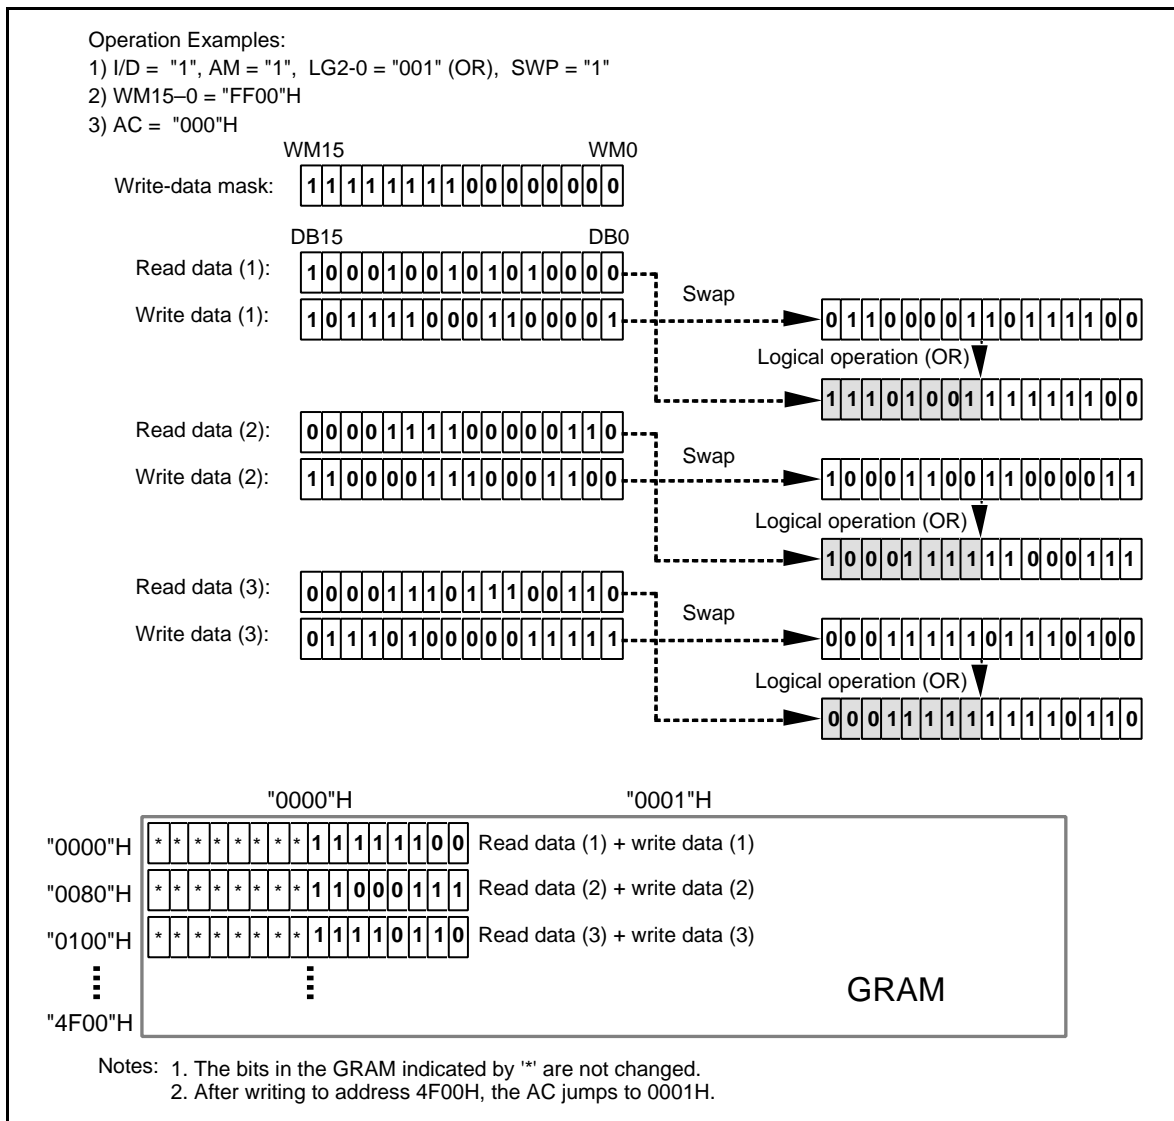 Operation Examples:
1) I/D = "1", AM = "1", LG2-0 = "001" (OR), SWP = "1"
2) WM15–0 = "FF00"H
3) AC = "000"H
WM15 WM0
Write-data mask: 1111111100000000
DB15 DB0
Read data (1): 1000100101010000
Write data (1): 1011110001100001
Swap
0110000110111100
Logical operation (OR)
1110100111111100
Read data (2): 0000111100000110
Write data (2): 1100001110001100
Swap
1000110011000011
Logical operation (OR)
1000111111000111
Read data (3): 0000111011100110
Write data (3): 0111010000011111
Swap
0001111101110100
Logical operation (OR)
0001111111110110
"0000"H "0001"H
"0000"H ********11111100 Read data (1) + write data (1)
"0080"H ********11000111 Read data (2) + write data (2)
"0100"H ********11110110 Read data (3) + write data (3)
GRAM
"4F00"H
Notes: 1. The bits in the GRAM indicated by '*' are not changed.
2. After writing to address 4F00H, the AC jumps to 0001H.